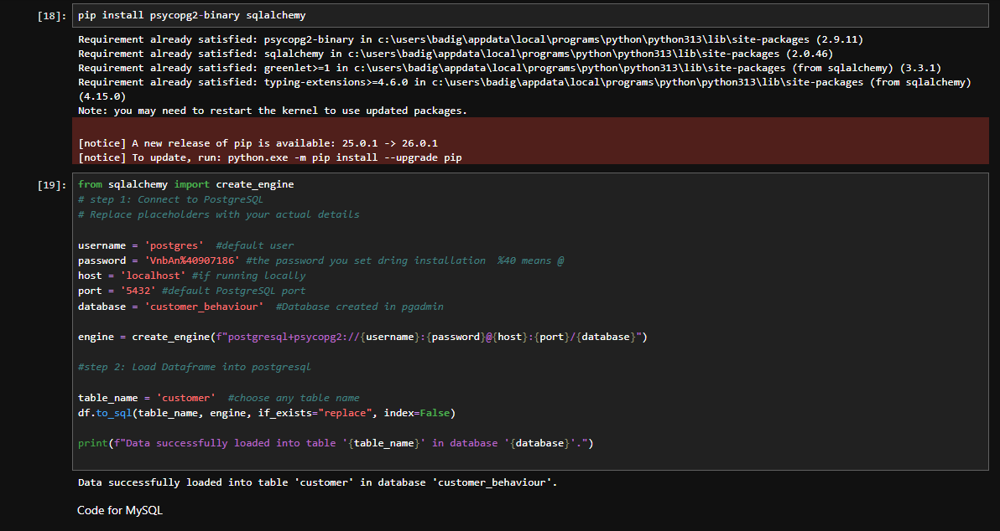 [18]: pip install psycopg2-binary sqlalchemy
Requirement already satisfied: psycopg2-binary in c:\users\badig\appdata\local\programs\python\python313\lib\site-packages (2.9.11)
Requirement already satisfied: sqlalchemy in c:\users\badig\appdata\local\programs\python\python313\lib\site-packages (2.0.46)
Requirement already satisfied: greenlet>=1 in c:\users\badig\appdata\local\programs\python\python313\lib\site-packages (from sqlalchemy) (3.3.1)
Requirement already satisfied: typing-extensions>=4.6.0 in c:\users\badig\appdata\local\programs\python\python313\lib\site-packages (from sqlalchemy)
(4.15.0)
Note: you may need to restart the kernel to use updated packages.
[notice] A new release of pip is available: 25.0.1 -> 26.0.1
[notice] To update, run: python.exe -m pip install --upgrade pip
[19]: from sqlalchemy import create_engine
# step 1: Connect to PostgreSQL
# Replace placeholders with your actual details
username = 'postgres'  #default user
password = 'VnbAn%40907186' #the password you set dring installation  %40 means @
host = 'localhost' #if running locally
port = '5432' #default PostgreSQL port
database = 'customer_behaviour'  #Database created in pgadmin
engine = create_engine(f"postgresql+psycopg2://{username}:{password}@{host}:{port}/{database}")
#step 2: Load Dataframe into postgresql
table_name = 'customer'  #choose any table name
df.to_sql(table_name, engine, if_exists="replace", index=False)
print(f"Data successfully loaded into table '{table_name}' in database '{database}'.")
Data successfully loaded into table 'customer' in database 'customer_behaviour'.
Code for MySQL